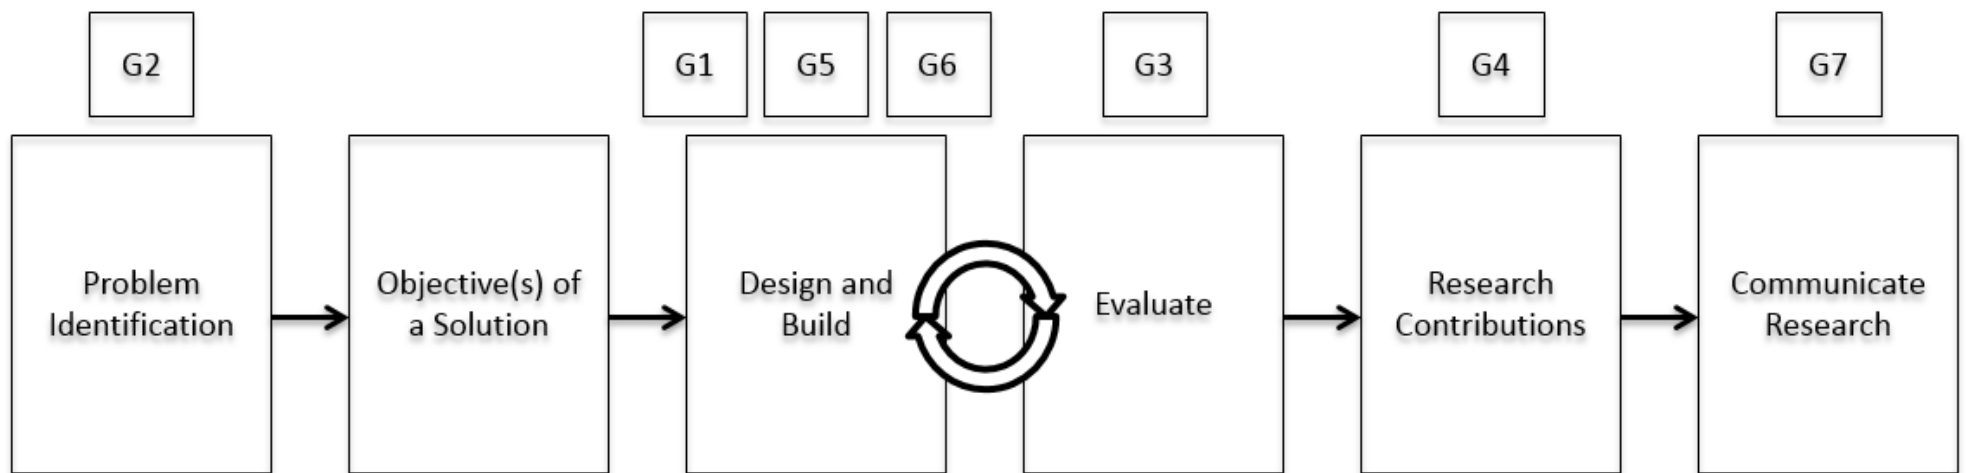 G2
G1
G5
G6
G3
G4
G7
Problem
Identification
Objective(s) of
a Solution
Design and
Build
Evaluate
Research
Contributions
Communicate
Research